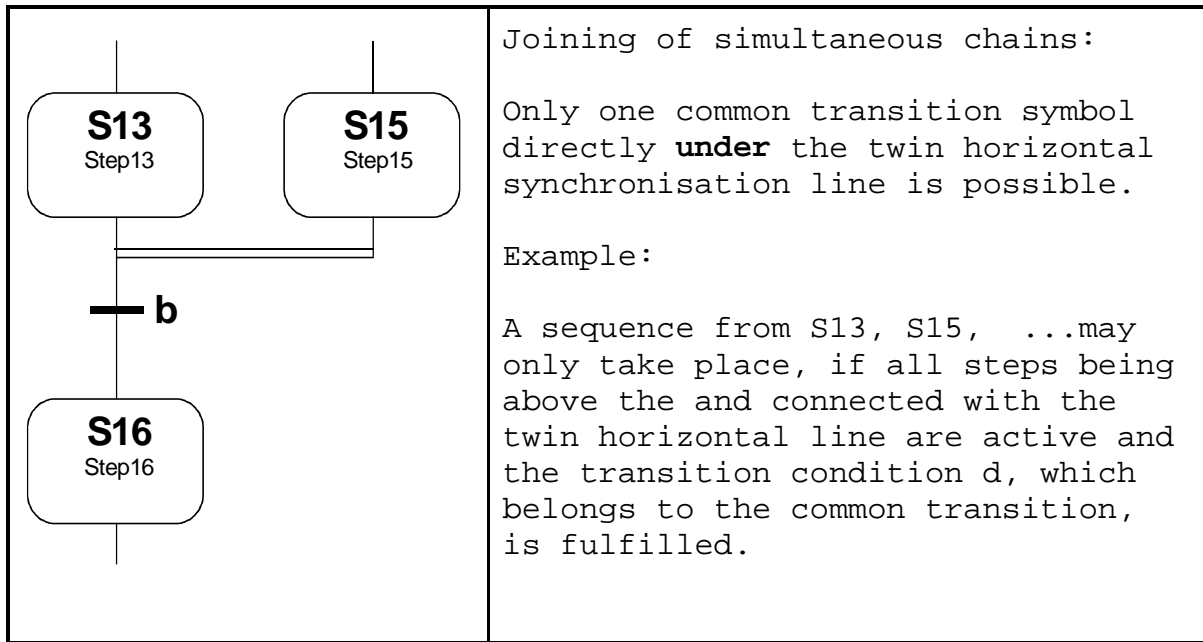 S13
Step13
S15
Step15
b
S16
Step16
Joining of simultaneous chains:
Only one common transition symbol
directly under the twin horizontal
synchronisation line is possible.
Example:
A sequence from S13, S15,  ...may
only take place, if all steps being
above the and connected with the
twin horizontal line are active and
the transition condition d, which
belongs to the common transition,
is fulfilled.